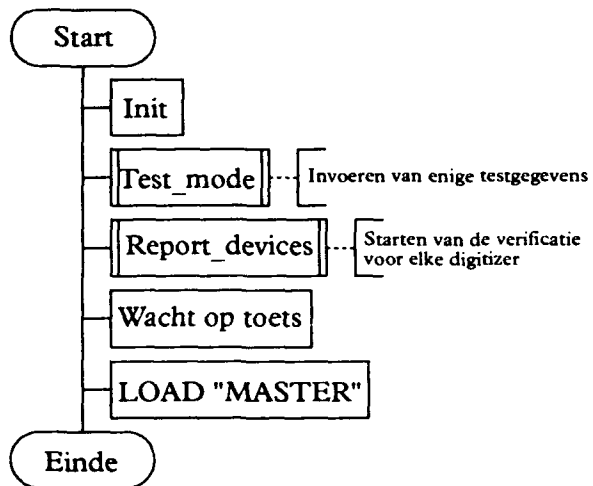 Start
Init
Test_mode
Invoeren van enige testgegevens
Report_devices
Starten van de verificatie
voor elke digitizer
Wacht op toets
LOAD "MASTER"
Einde